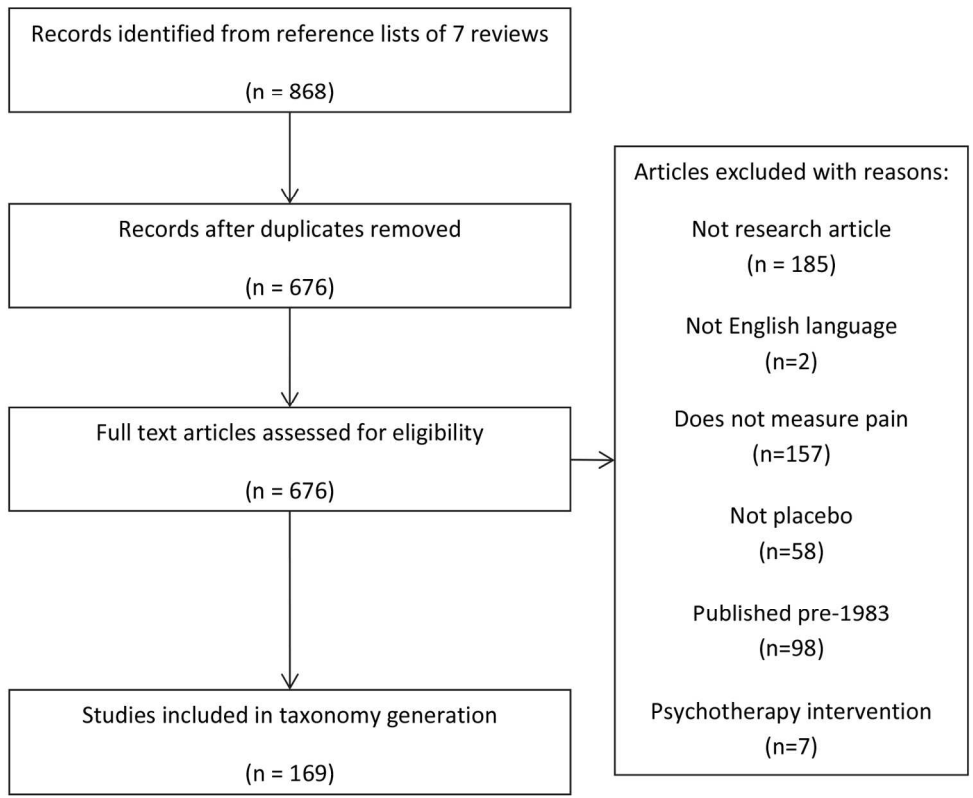 Records identified from reference lists of 7 reviews
(n = 868)
Records after duplicates removed
(n = 676)
Full text articles assessed for eligibility
(n = 676)
Articles excluded with reasons:
Not research article
(n = 185)
Not English language
(n=2)
Does not measure pain
(n=157)
Not placebo
(n=58)
Published pre-1983
(n=98)
Psychotherapy intervention
(n=7)
Studies included in taxonomy generation
(n = 169)